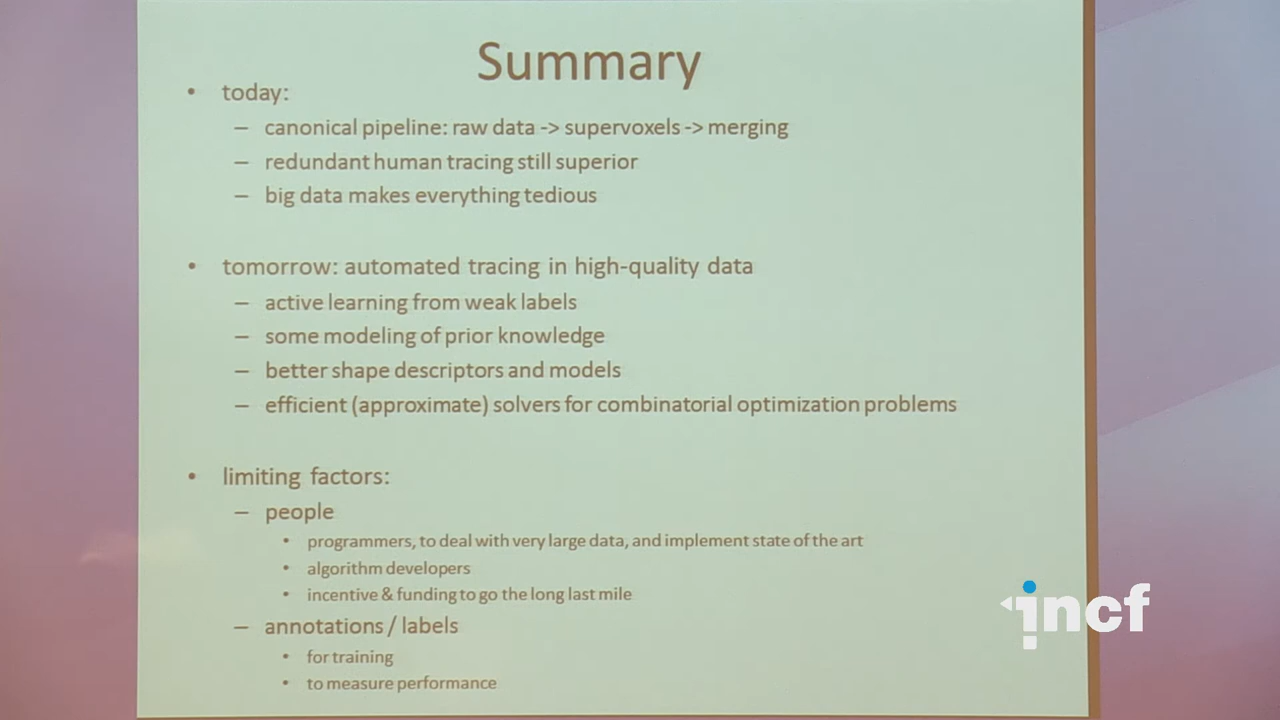 Summary
• today:
– canonical pipeline: raw data -> supervoxels -> merging
– redundant human tracing still superior
– big data makes everything tedious
• tomorrow: automated tracing in high-quality data
– active learning from weak labels
– some modeling of prior knowledge
– better shape descriptors and models
– efficient (approximate) solvers for combinatorial optimization problems
• limiting factors:
– people
• programmers, to deal with very large data, and implement state of the art
• algorithm developers
• incentive & funding to go the long last mile
– annotations / labels
• for training
• to measure performance
incf